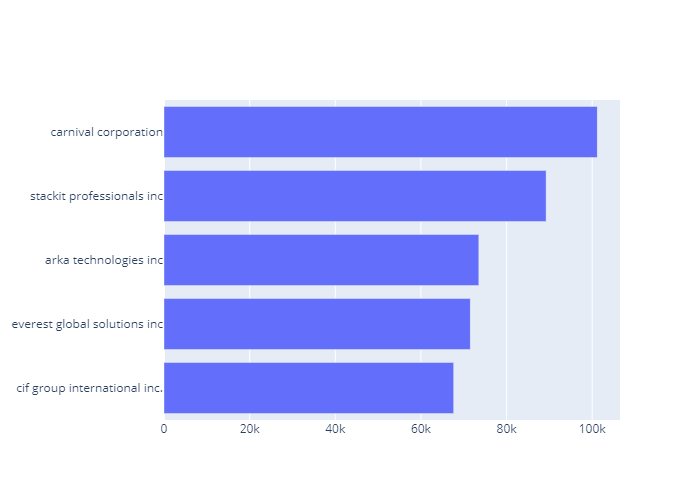 carnival corporation
stackit professionals inc
arka technologies inc
everest global solutions inc
cif group international inc.
0 20k 40k 60k 80k 100k